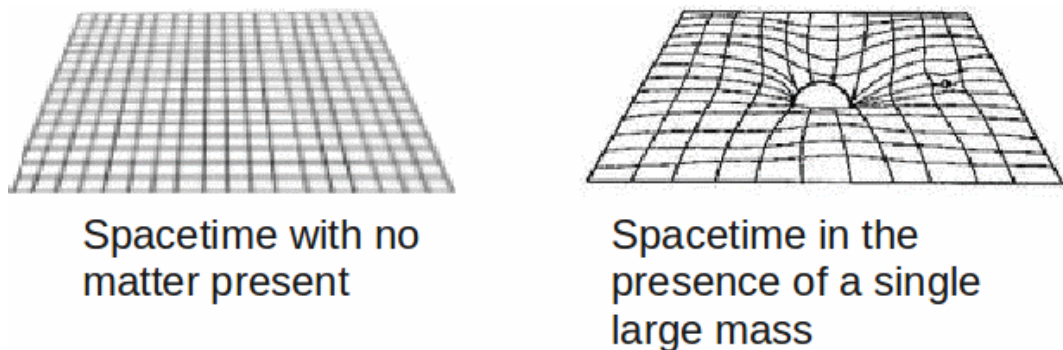 Spacetime with no
matter present
Spacetime in the
presence of a single
large mass